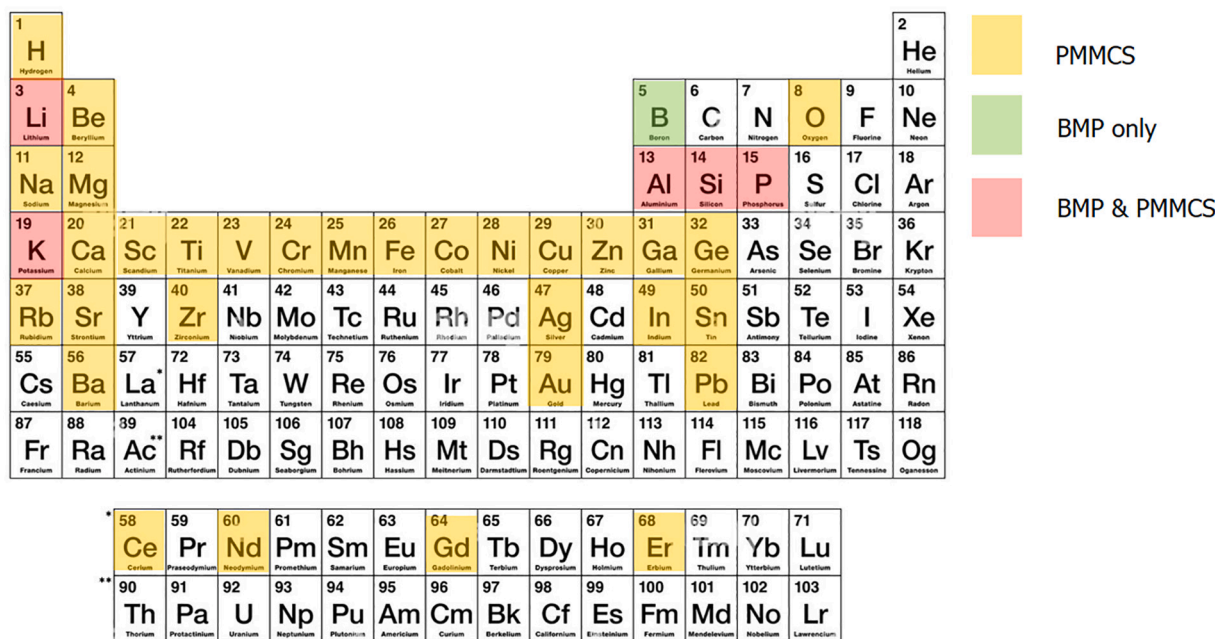 1 2
H He
Hydrogen Helium
3 4 5 6 7 8 9 10
Li Be B C N O F Ne
Lithium Beryllium Boron Carbon Nitrogen Oxygen Fluorine Neon
11 12 13 14 15 16 17 18
Na Mg Al Si P S Cl Ar
Sodium Magnesium Aluminium Silicon Phosphorus Sulfur Chlorine Argon
19 20 21 22 23 24 25 26 27 28 29 30 31 32 33 34 35 36
K Ca Sc Ti V Cr Mn Fe Co Ni Cu Zn Ga Ge As Se Br Kr
Potassium Calcium Scandium Titanium Vanadium Chromium Manganese Iron Cobalt Nickel Copper Zinc Gallium Germanium Arsenic Selenium Bromine Krypton
37 38 39 40 41 42 43 44 45 46 47 48 49 50 51 52 53 54
Rb Sr Y Zr Nb Mo Tc Ru Rh Pd Ag Cd In Sn Sb Te I Xe
Rubidium Strontium Yttrium Zirconium Niobium Molybdenum Technetium Ruthenium Rhodium Palladium Silver Cadmium Indium Tin Antimony Tellurium Iodine Xenon
55 56 57 72 73 74 75 76 77 78 79 80 81 82 83 84 85 86
Cs Ba La* Hf Ta W Re Os Ir Pt Au Hg Tl Pb Bi Po At Rn
Caesium Barium Lanthanum Hafnium Tantalum Tungsten Rhenium Osmium Iridium Platinum Gold Mercury Thallium Lead Bismuth Polonium Astatine Radon
87 88 89 104 105 106 107 108 109 110 111 112 113 114 115 116 117 118
Fr Ra Ac** Rf Db Sg Bh Hs Mt Ds Rg Cn Nh Fl Mc Lv Ts Og
Francium Radium Actinium Rutherfordium Dubnium Seaborgium Bohrium Hassium Meitnerium Darmstadtium Roentgenium Copernicium Nihonium Flerovium Moscovium Livermorium Tennessine Oganesson
* 58 59 60 61 62 63 64 65 66 67 68 69 70 71
Ce Pr Nd Pm Sm Eu Gd Tb Dy Ho Er Tm Yb Lu
Cerium Praseodymium Neodymium Promethium Samarium Europium Gadolinium Terbium Dysprosium Holmium Erbium Thulium Ytterbium Lutetium
** 90 91 92 93 94 95 96 97 98 99 100 101 102 103
Th Pa U Np Pu Am Cm Bk Cf Es Fm Md No Lr
Thorium Protactinium Uranium Neptunium Plutonium Americium Curium Berkelium Californium Einsteinium Fermium Mendelevium Nobelium Lawrencium
PMMCS
BMP only
BMP & PMMCS